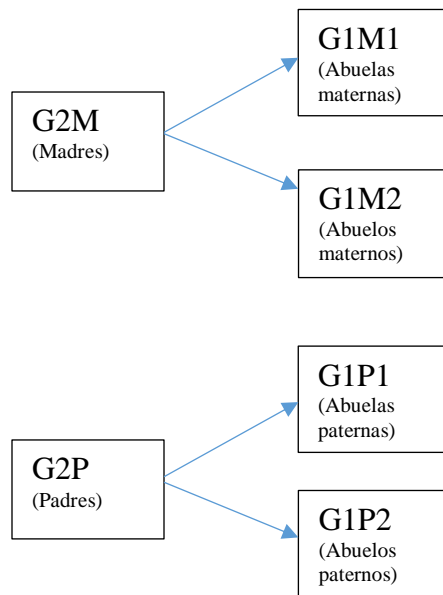 G1M1
(Abuelas
maternas)
G2M
(Madres)
G1M2
(Abuelos
maternos)
G1P1
(Abuelas
paternas)
G2P
(Padres)
G1P2
(Abuelos
paternos)